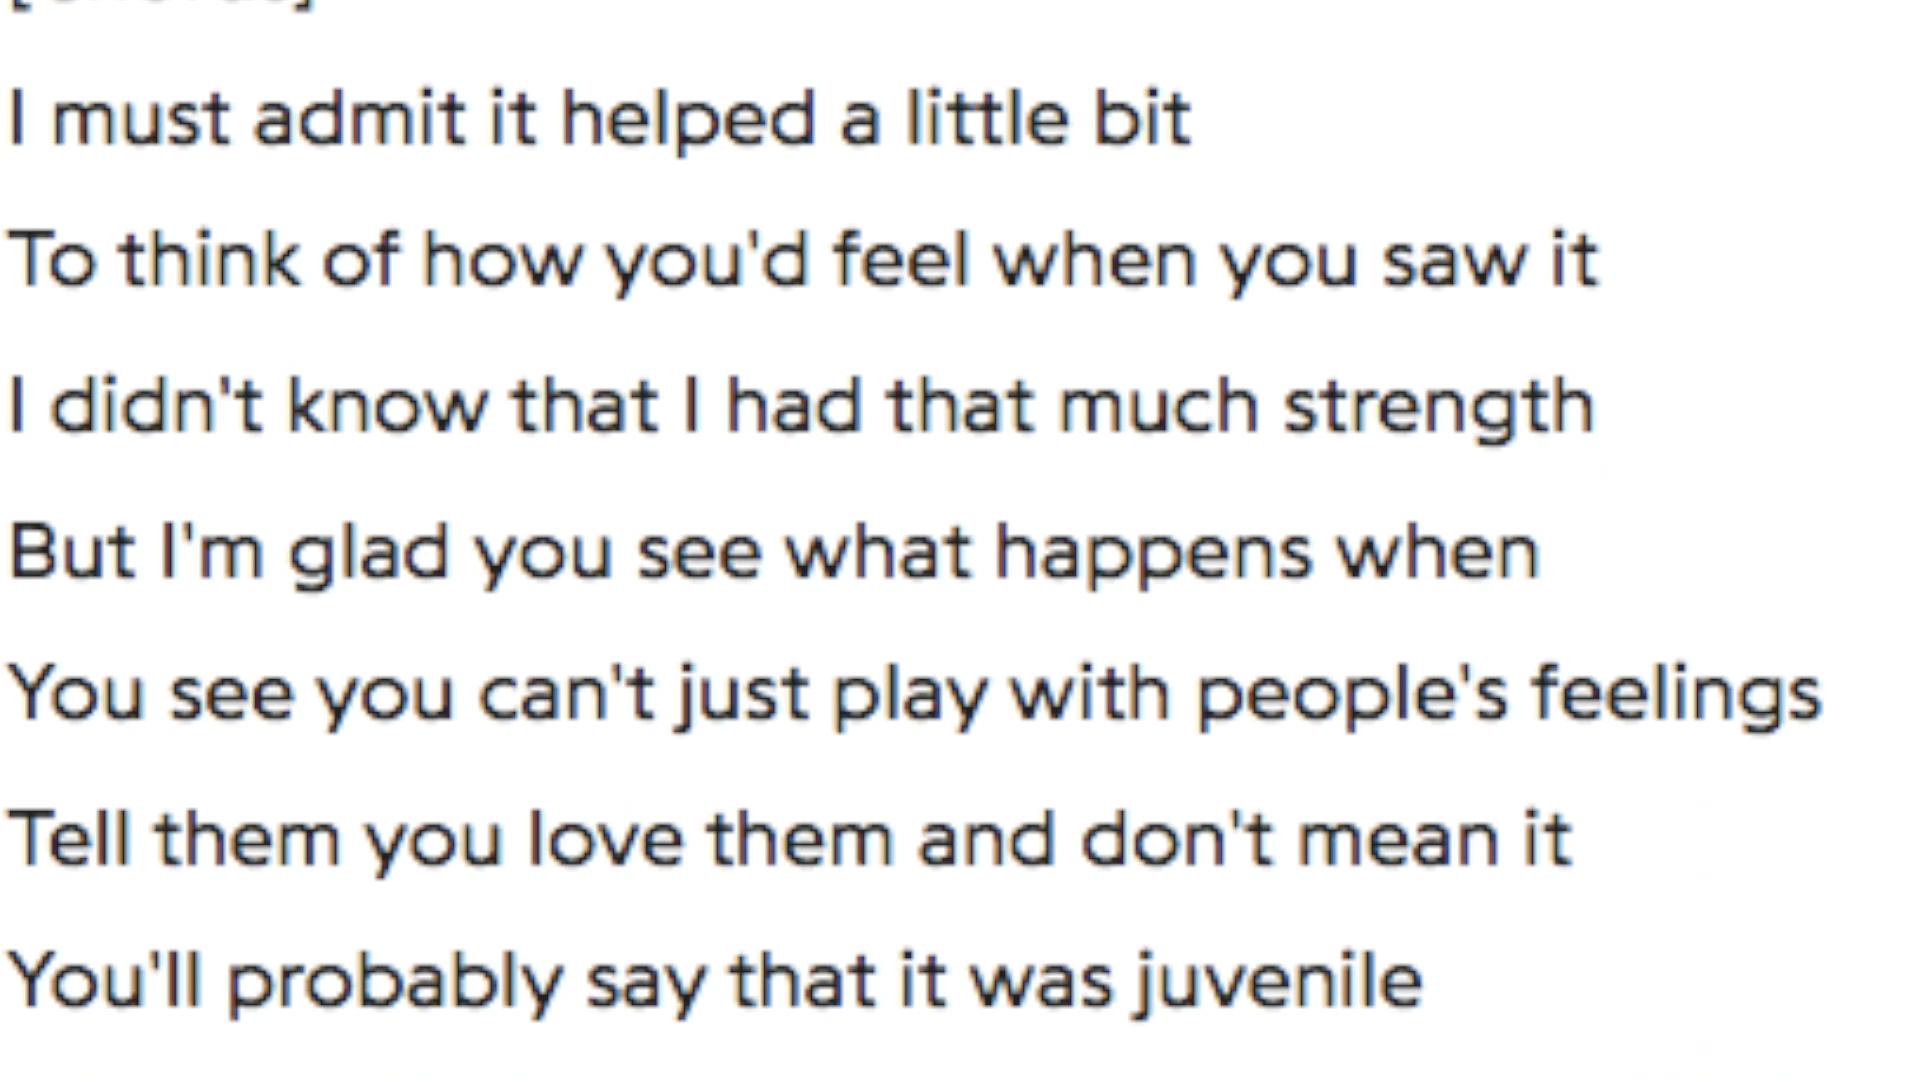 I must admit it helped a little bit
To think of how you'd feel when you saw it
I didn't know that I had that much strength
But I'm glad you see what happens when
You see you can't just play with people's feelings
Tell them you love them and don't mean it
You'll probably say that it was juvenile